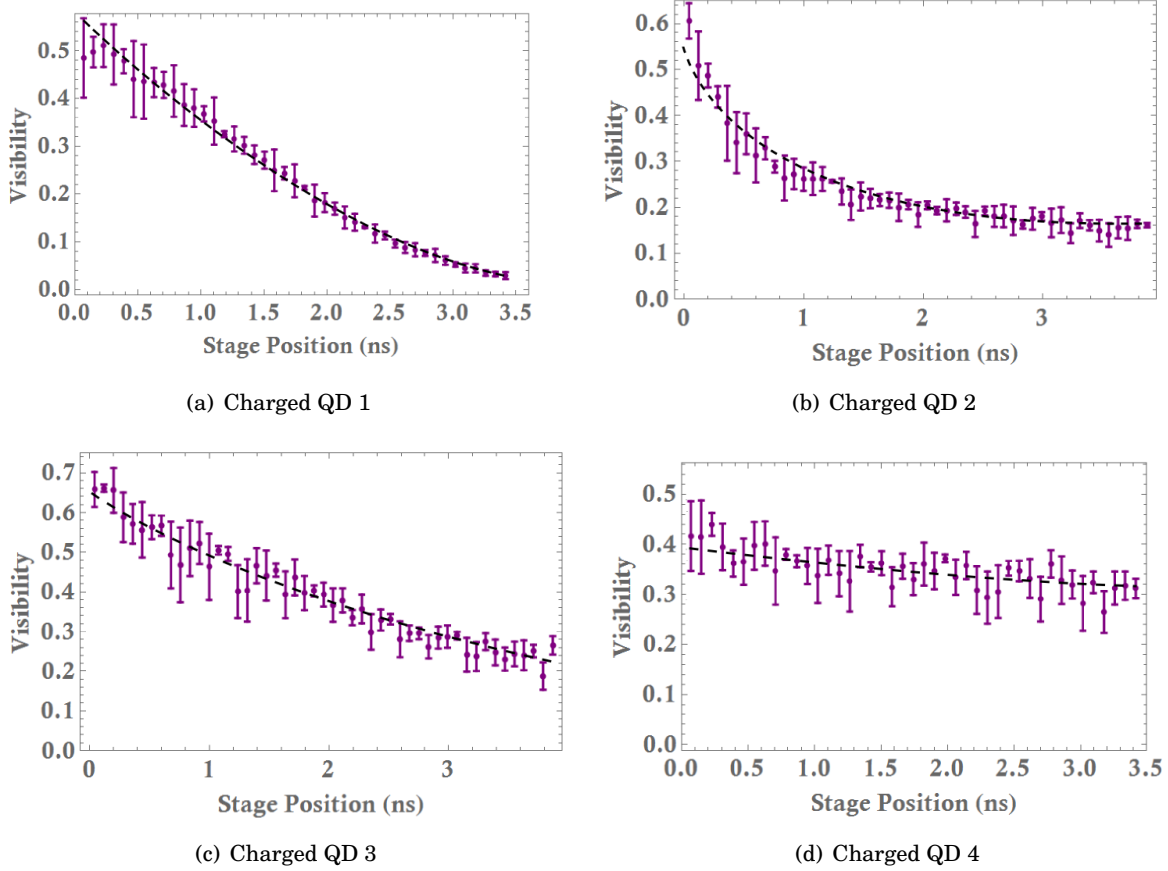 0.5
0.4
0.3
0.2
0.1
0.0
Visibility
0.0 0.5 1.0 1.5 2.0 2.5 3.0 3.5
Stage Position (ns)
(a) Charged QD 1
0.6
0.5
0.4
0.3
0.2
0.1
0.0
Visibility
0 1 2 3
Stage Position (ns)
(b) Charged QD 2
0.7
0.6
0.5
0.4
0.3
0.2
0.1
0.0
Visibility
0 1 2 3
Stage Position (ns)
(c) Charged QD 3
0.5
0.4
0.3
0.2
0.1
0.0
Visibility
0.0 0.5 1.0 1.5 2.0 2.5 3.0 3.5
Stage Position (ns)
(d) Charged QD 4